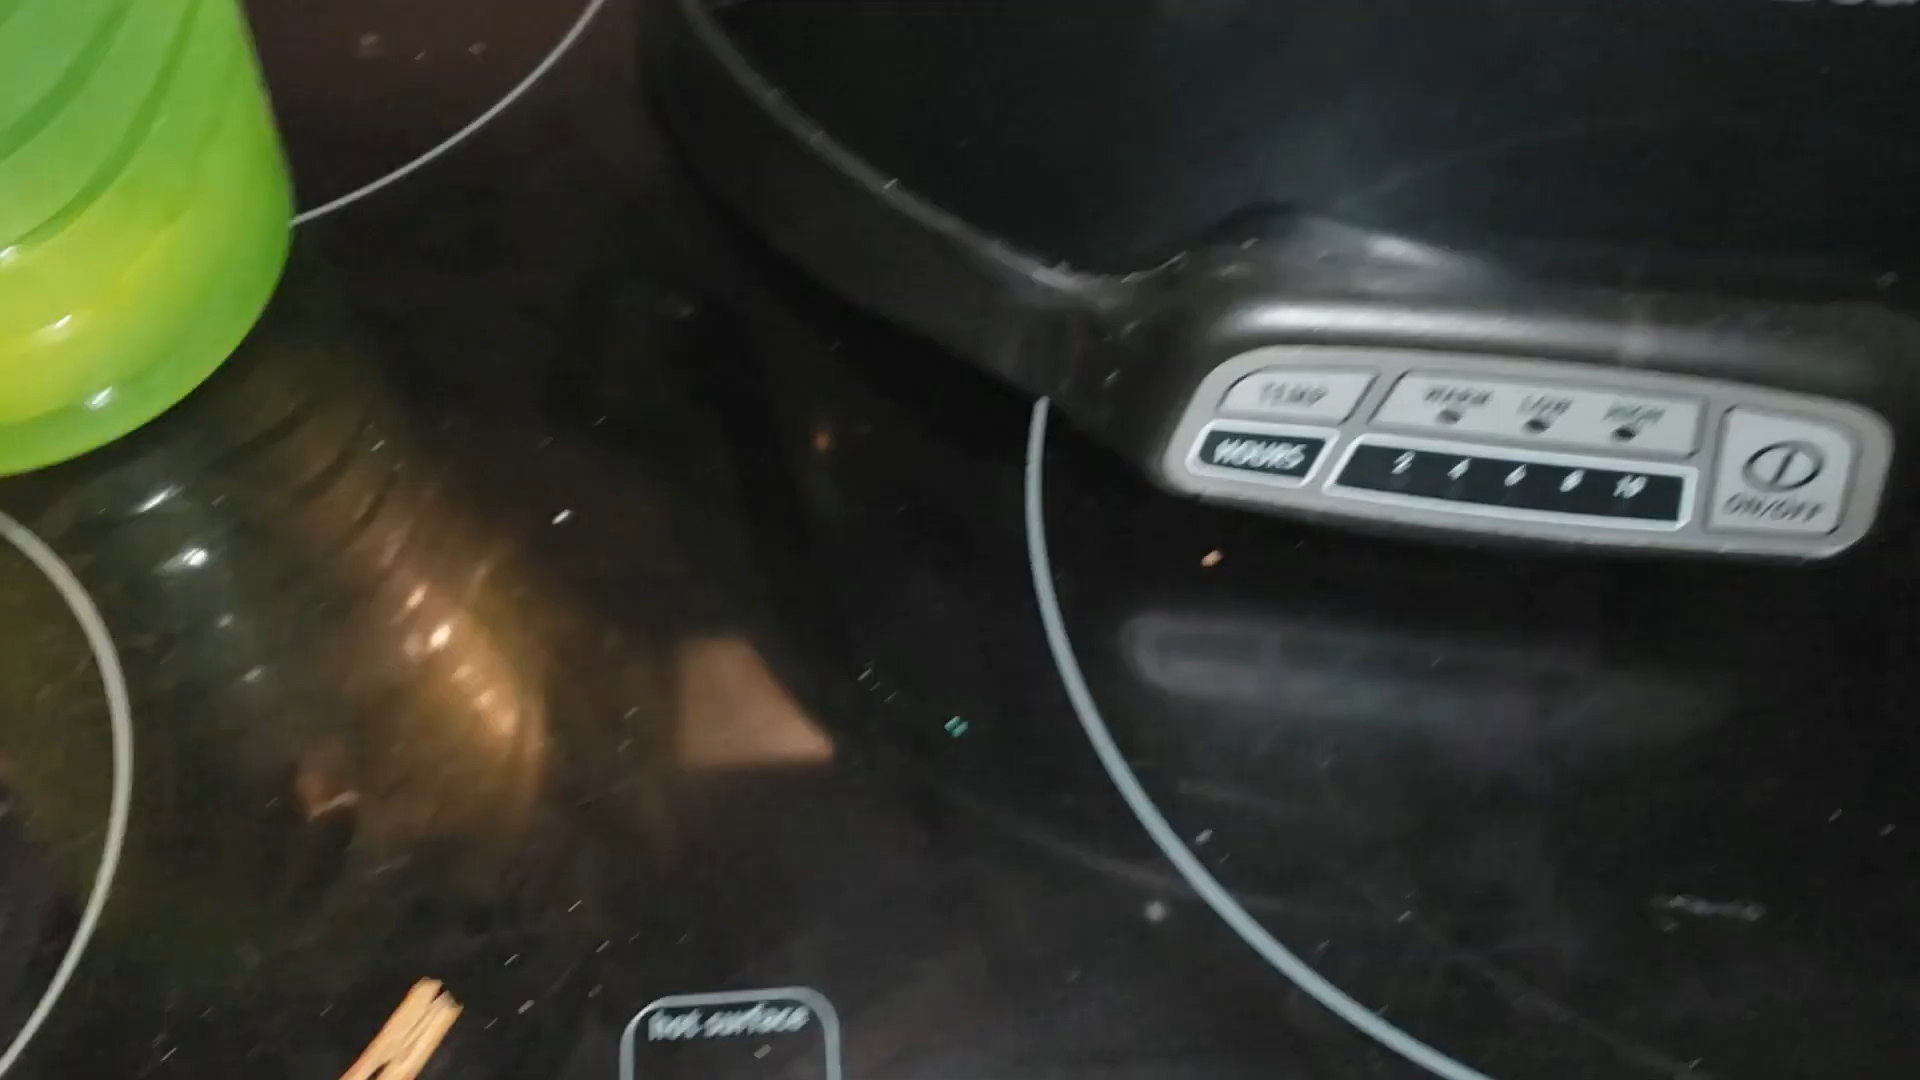 TEMP
WARM LOW HIGH
HOURS
2 4 6 8 10
ON/OFF
hot surface